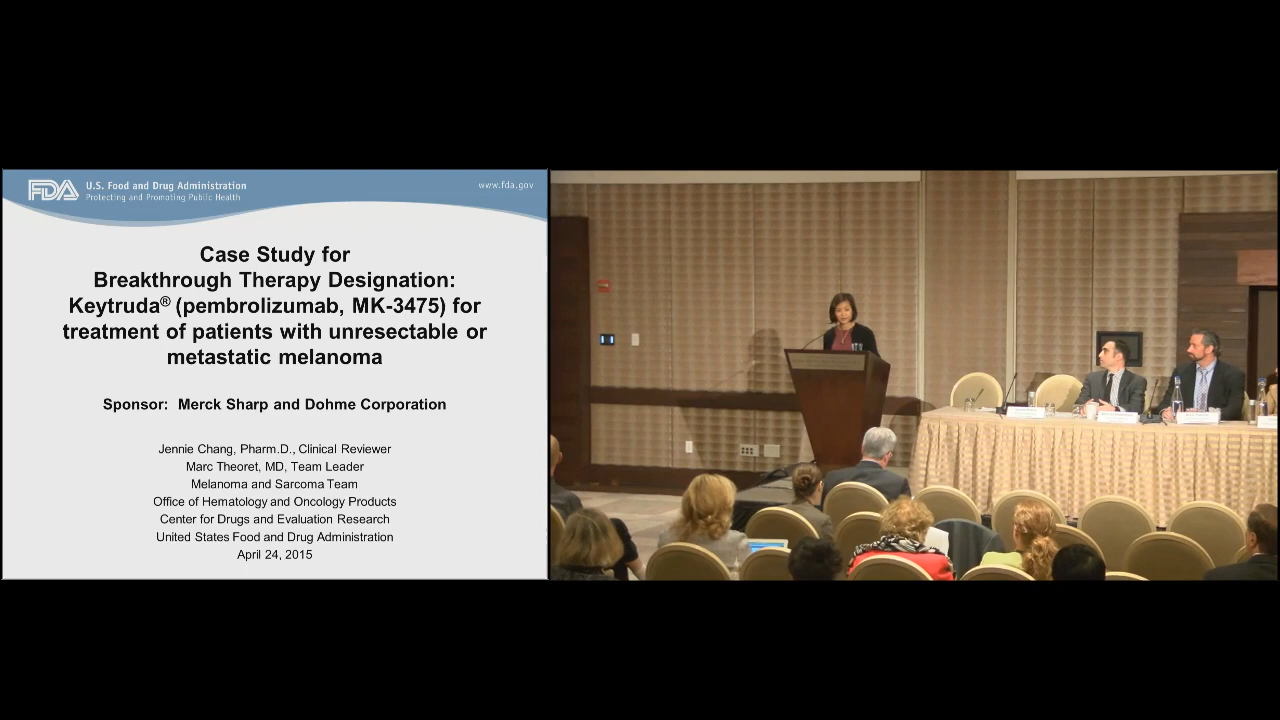 FDA
U.S. Food and Drug Administration
Protecting and Promoting Public Health
www.fda.gov
Case Study for
Breakthrough Therapy Designation:
Keytruda® (pembrolizumab, MK-3475) for
treatment of patients with unresectable or
metastatic melanoma
Sponsor: Merck Sharp and Dohme Corporation
Jennie Chang, Pharm.D., Clinical Reviewer
Marc Theoret, MD, Team Leader
Melanoma and Sarcoma Team
Office of Hematology and Oncology Products
Center for Drugs and Evaluation Research
United States Food and Drug Administration
April 24, 2015